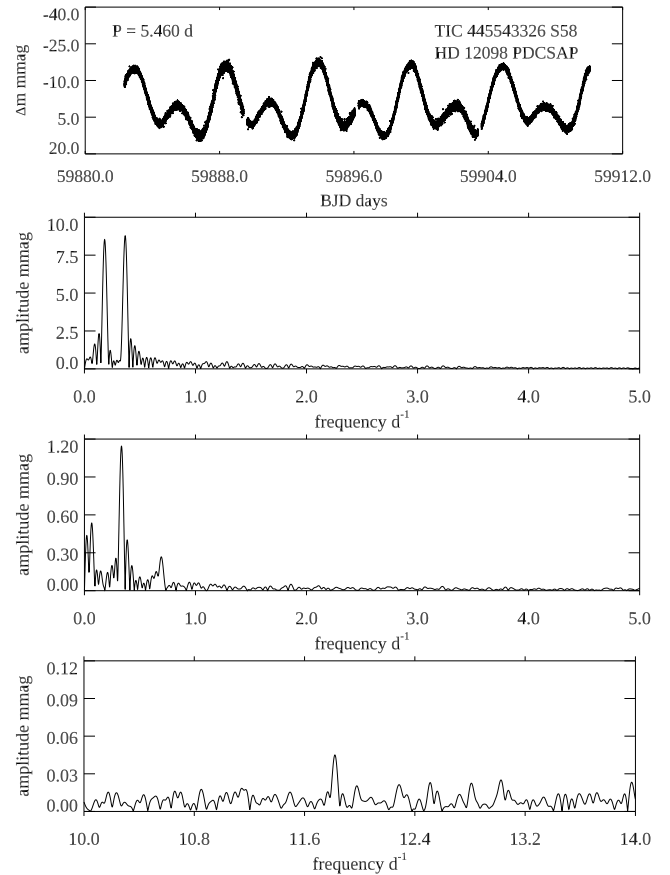 -40.0
P = 5.460 d
TIC 445543326 S58
-25.0
HD 12098 PDCSAP
Δm mmag
-10.0
5.0
20.0
59880.0 59888.0 59896.0 59904.0 59912.0
BJD days
10.0
7.5
amplitude mmag
5.0
2.5
0.0
0.0 1.0 2.0 3.0 4.0 5.0
frequency d-1
1.20
0.90
amplitude mmag
0.60
0.30
0.00
0.0 1.0 2.0 3.0 4.0 5.0
frequency d-1
0.12
0.09
amplitude mmag
0.06
0.03
0.00
10.0 10.8 11.6 12.4 13.2 14.0
frequency d-1